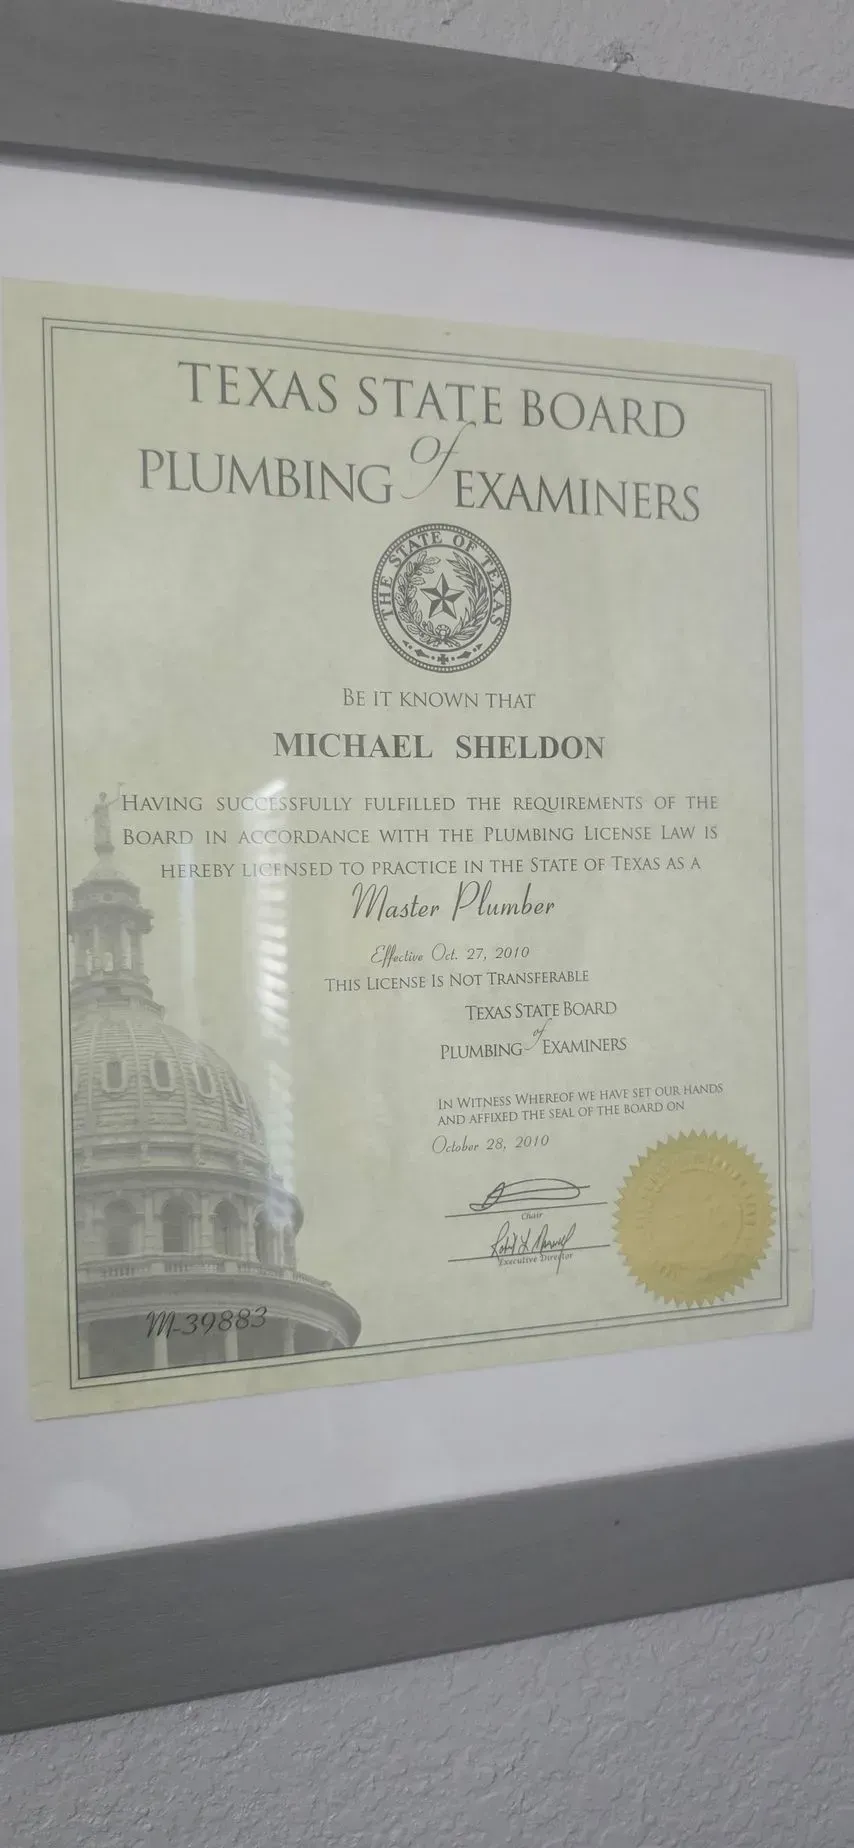 TEXAS STATE BOARD
of
PLUMBING EXAMINERS
THE STATE OF TEXAS
BE IT KNOWN THAT
MICHAEL SHELDON
HAVING SUCCESSFULLY FULFILLED THE REQUIREMENTS OF THE
BOARD IN ACCORDANCE WITH THE PLUMBING LICENSE LAW IS
HEREBY LICENSED TO PRACTICE IN THE STATE OF TEXAS AS A
Master Plumber
Effective Oct. 27, 2010
THIS LICENSE IS NOT TRANSFERABLE
TEXAS STATE BOARD
of
PLUMBING EXAMINERS
IN WITNESS WHEREOF WE HAVE SET OUR HANDS
AND AFFIXED THE SEAL OF THE BOARD ON
October 28, 2010
Chair
Executive Director
M-39883